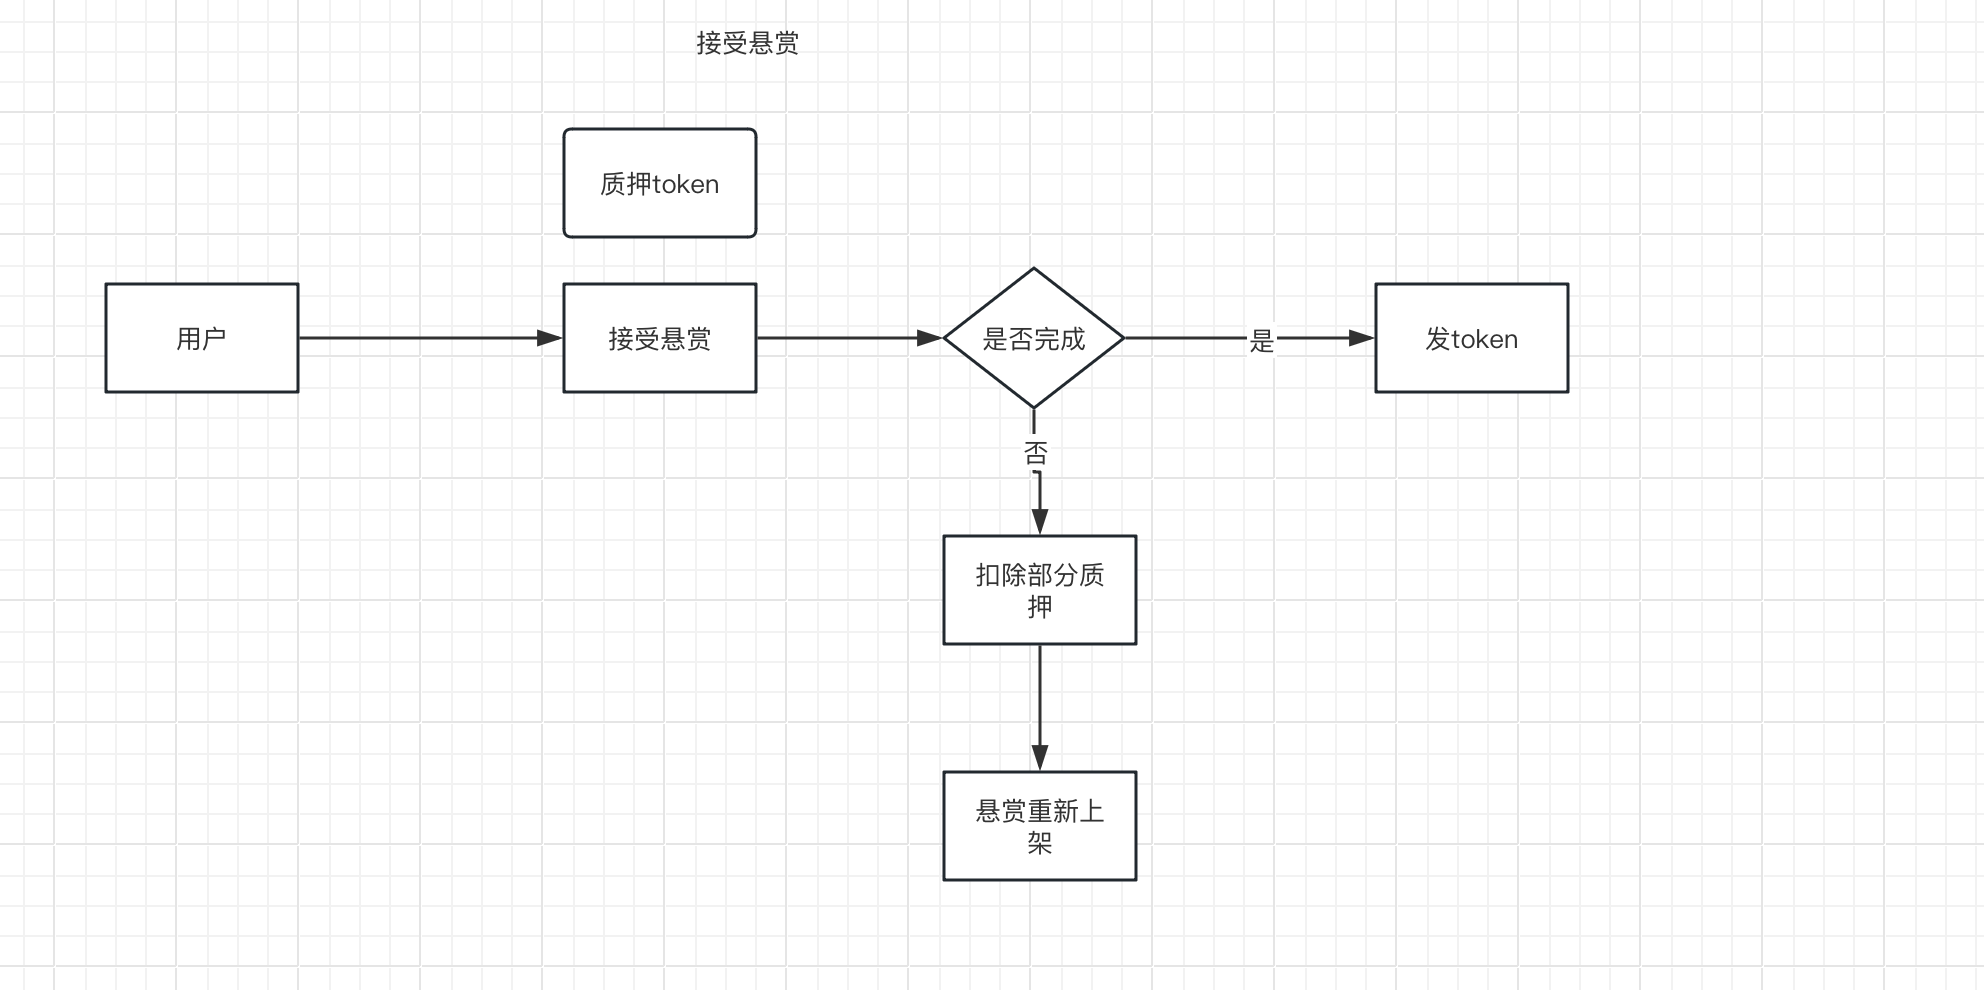 接受悬赏
质押token
用户
接受悬赏
是否完成
是
发token
否
扣除部分质
押
悬赏重新上
架